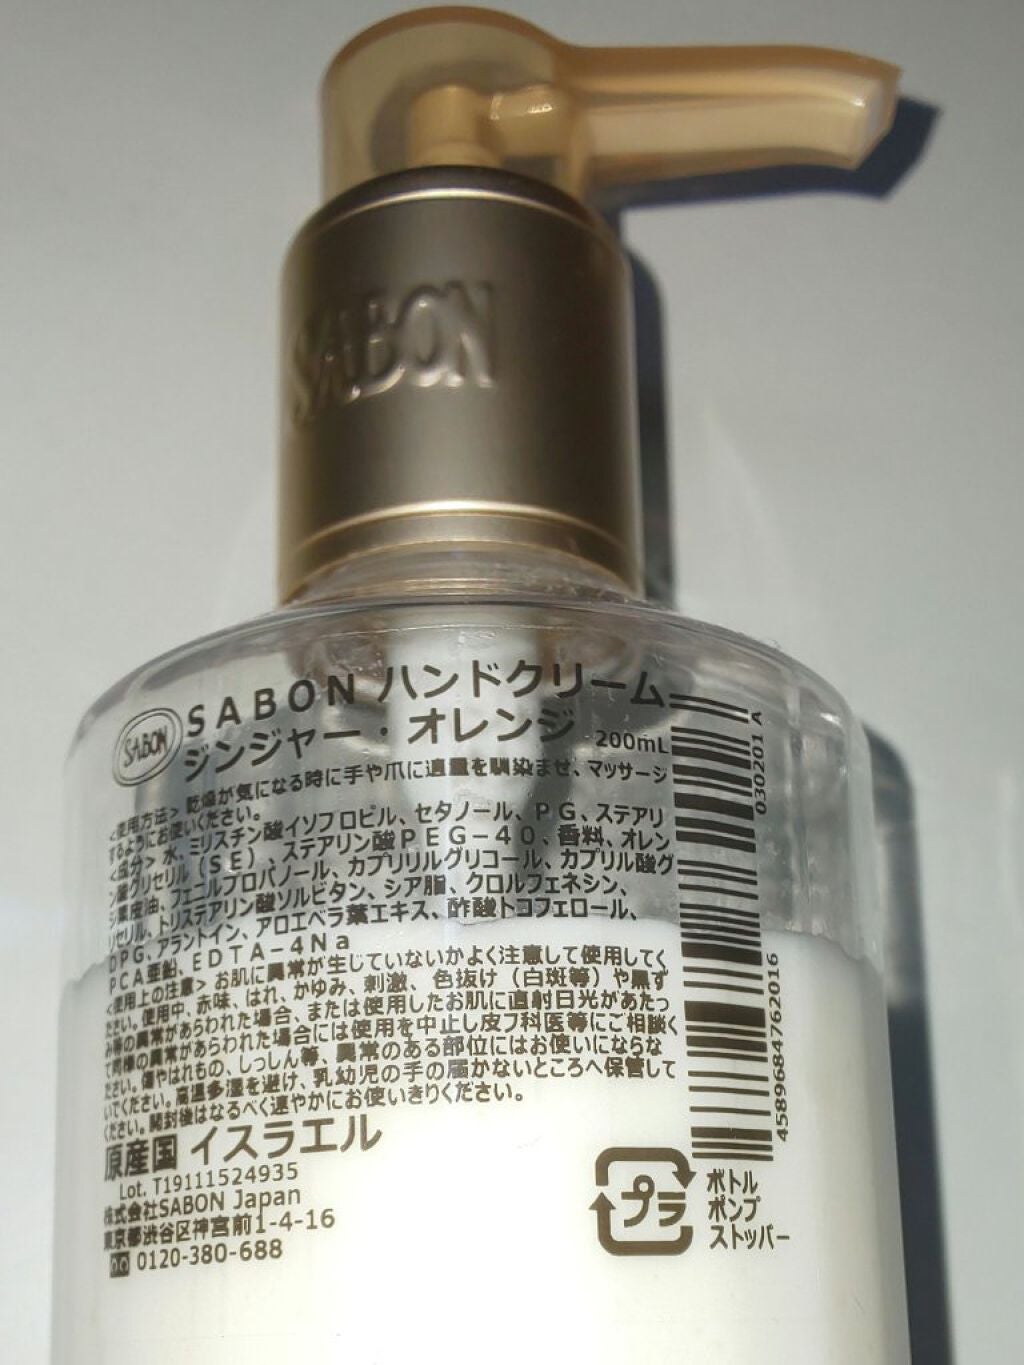 SABON
SABON
SABON ハンドクリーム
ジンジャー・オレンジ 200mL
<使用方法> 乾燥が気になる時に手や爪に適量を馴染ませ、マッサージ
するようにお使いください。
<成分> 水、ミリスチン酸イソプロピル、セタノール、PG、ステアリ
ン酸グリセリル（SE）、ステアリン酸PEG-40、香料、オレン
ジ果皮油、フェニルプロパノール、カプリリルグリコール、カプリル酸グ
リセリル、トリステアリン酸ソルビタン、シア脂、クロルフェネシン、
DPG、アラントイン、アロエベラ葉エキス、酢酸トコフェロール、
PCA亜鉛、EDTA-4Na
<使用上の注意> お肌に異常が生じていないかよく注意して使用してく
ださい。使用中、赤味、はれ、かゆみ、刺激、色抜け（白斑等）や黒ず
み等の異常があらわれた場合、または使用したお肌に直射日光があたっ
て同様の異常があらわれた場合には使用を中止し皮フ科医等にご相談く
ださい。傷やはれもの、しっしん等、異常のある部位にはお使いにならな
いでください。高温多湿を避け、乳幼児の手の届かないところへ保管して
ください。開封後はなるべく速やかにお使いきりください。
原産国 イスラエル
Lot. T19111524935
株式会社SABON Japan
東京都渋谷区神宮前1-4-16
0120-380-688
030201 A
4589684762016
プラ
ボトル
ポンプ
ストッパー